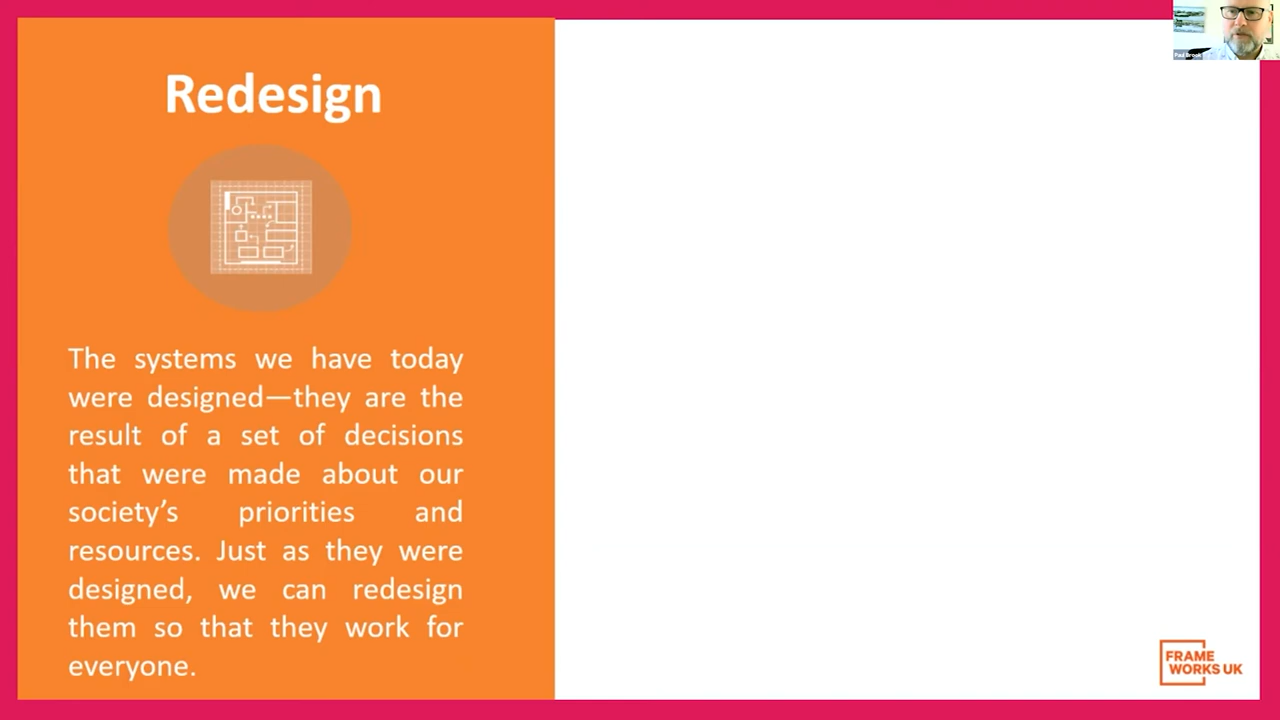 Redesign
The systems we have today
were designed—they are the
result of a set of decisions
that were made about our
society’s priorities and
resources. Just as they were
designed, we can redesign
them so that they work for
everyone.
FRAME
WORKS UK